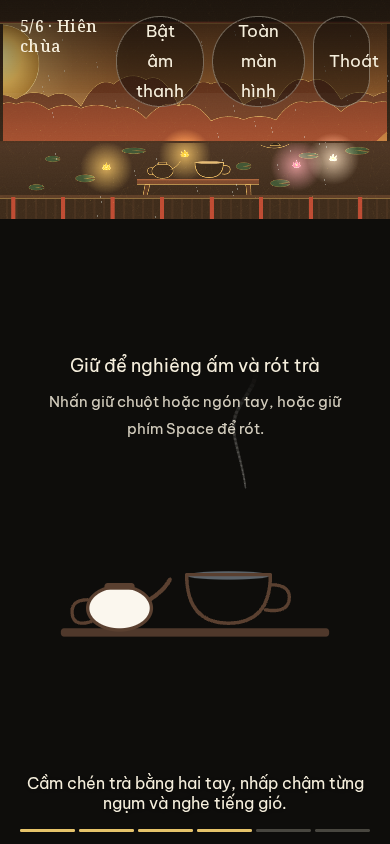 5/6 · Hiên
chùa
Bật
âm
thanh
Toàn
màn
hình
Thoát
Giữ để nghiêng ấm và rót trà
Nhấn giữ chuột hoặc ngón tay, hoặc giữ
phím Space để rót.
Cầm chén trà bằng hai tay, nhấp chậm từng
ngụm và nghe tiếng gió.